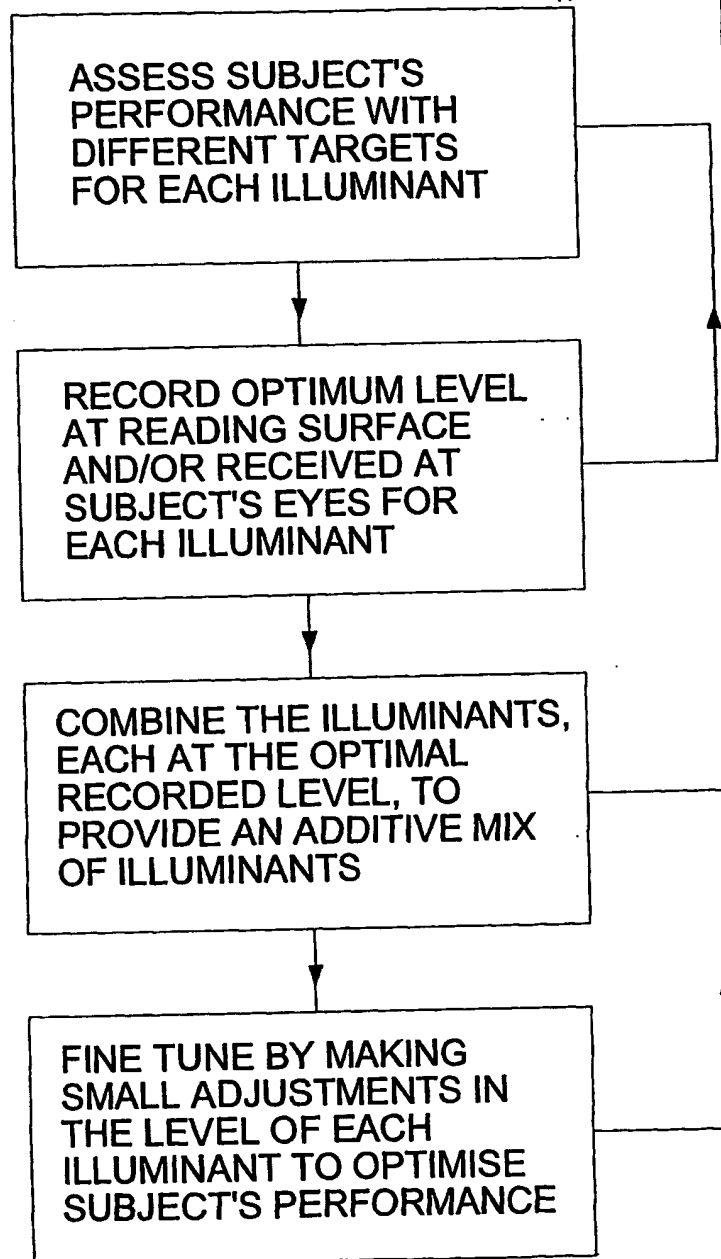 ASSESS SUBJECT'S
PERFORMANCE WITH
DIFFERENT TARGETS
FOR EACH ILLUMINANT
RECORD OPTIMUM LEVEL
AT READING SURFACE
AND/OR RECEIVED AT
SUBJECT'S EYES FOR
EACH ILLUMINANT
COMBINE THE ILLUMINANTS,
EACH AT THE OPTIMAL
RECORDED LEVEL, TO
PROVIDE AN ADDITIVE MIX
OF ILLUMINANTS
FINE TUNE BY MAKING
SMALL ADJUSTMENTS IN
THE LEVEL OF EACH
ILLUMINANT TO OPTIMISE
SUBJECT'S PERFORMANCE